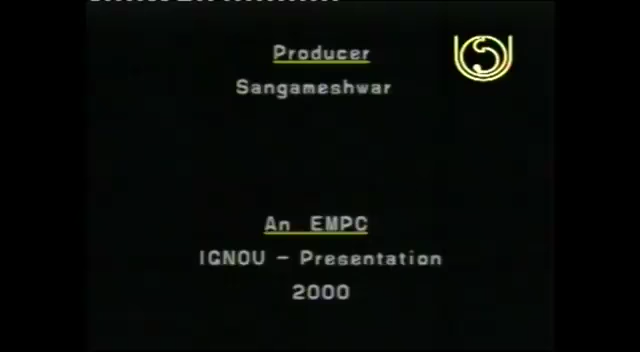 Producer
Sangameshwar
An EMPC
IGNOU - Presentation
2000